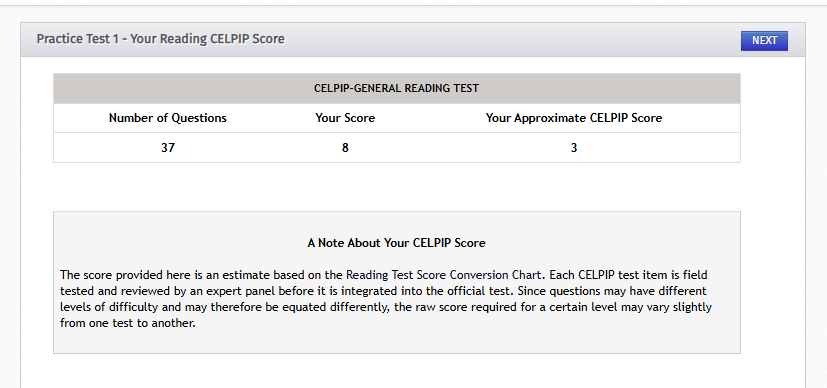 Practice Test 1 - Your Reading CELPIP Score
NEXT
CELPIP-GENERAL READING TEST
Number of Questions Your Score Your Approximate CELPIP Score
37 8 3
A Note About Your CELPIP Score
The score provided here is an estimate based on the Reading Test Score Conversion Chart. Each CELPIP test item is field
tested and reviewed by an expert panel before it is integrated into the official test. Since questions may have different
levels of difficulty and may therefore be equated differently, the raw score required for a certain level may vary slightly
from one test to another.